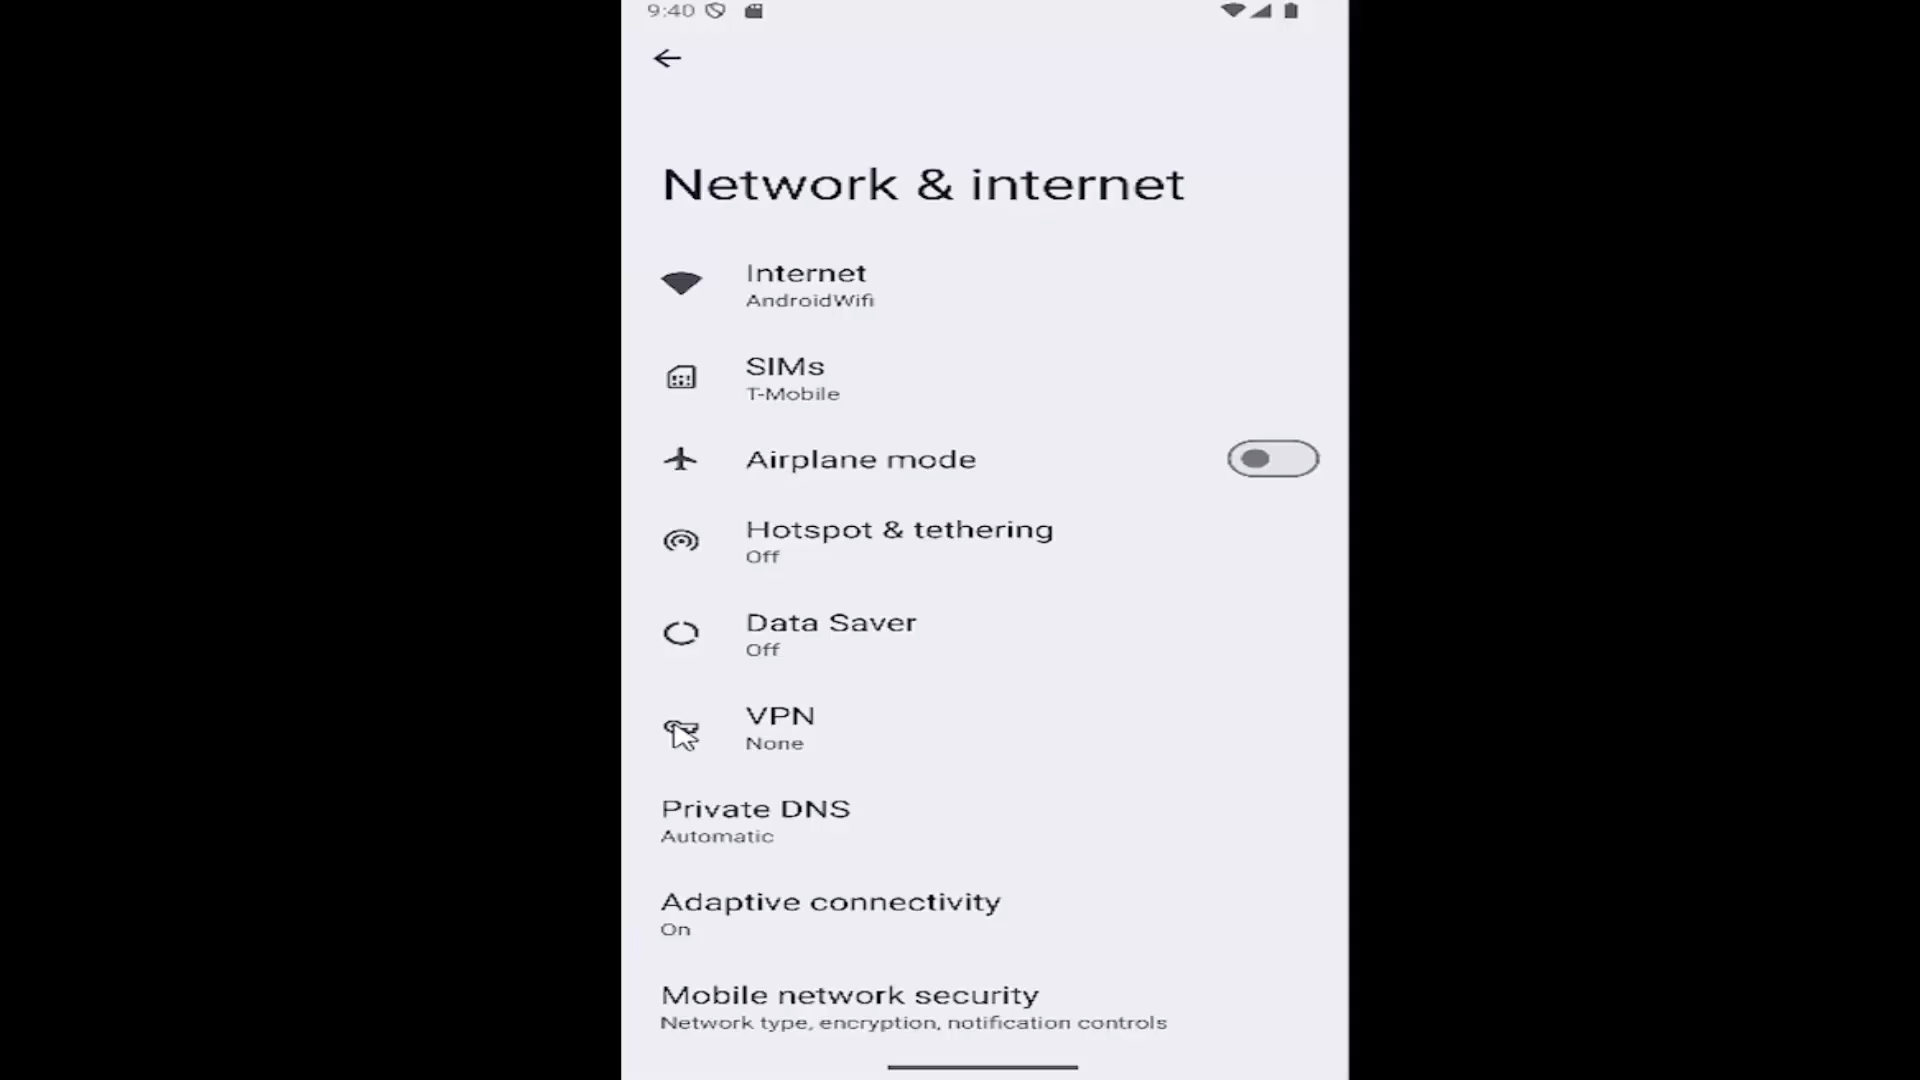 9:40
Network & internet
Internet
AndroidWifi
SIMs
T-Mobile
Airplane mode
Hotspot & tethering
Off
Data Saver
Off
VPN
None
Private DNS
Automatic
Adaptive connectivity
On
Mobile network security
Network type, encryption, notification controls